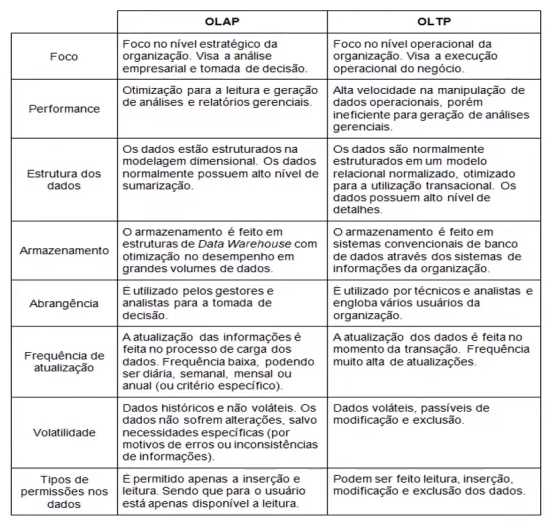 OLAP OLTP
Foco
Foco no nível estratégico da
organização. Visa a análise
empresarial e tomada de decisão.
Foco no nível operacional da
organização. Visa a execução
operacional do negócio.
Performance
Otimização para a leitura e geração
de análises e relatórios gerenciais.
Alta velocidade na manipulação de
dados operacionais, porém
ineficiente para geração de análises
gerenciais.
Estrutura dos
dados
Os dados estão estruturados na
modelagem dimensional. Os dados
normalmente possuem alto nível de
sumarização.
Os dados são normalmente
estruturados em um modelo
relacional normalizado, otimizado
para a utilização transacional. Os
dados possuem alto nível de
detalhes.
Armazenamento
O armazenamento é feito em
estruturas de Data Warehouse com
otimização no desempenho em
grandes volumes de dados.
O armazenamento é feito em
sistemas convencionais de banco
de dados através dos sistemas de
informações da organização.
Abrangência
É utilizado pelos gestores e
analistas para a tomada de
decisão.
É utilizado por técnicos e analistas e
engloba vários usuários da
organização.
Frequência de
atualização
A atualização das informações é
feita no processo de carga dos
dados. Frequência baixa, podendo
ser diária, semanal, mensal ou
anual (ou critério específico).
A atualização dos dados é feita no
momento da transação. Frequência
muito alta de atualizações.
Volatilidade
Dados históricos e não voláteis. Os
dados não sofrem alterações, salvo
necessidades específicas (por
motivos de erros ou inconsistências
de informações).
Dados voláteis, passíveis de
modificação e exclusão.
Tipos de
permissões nos
dados
É permitido apenas a inserção e
leitura. Sendo que para o usuário
está apenas disponível a leitura.
Podem ser feito leitura, inserção,
modificação e exclusão dos dados.